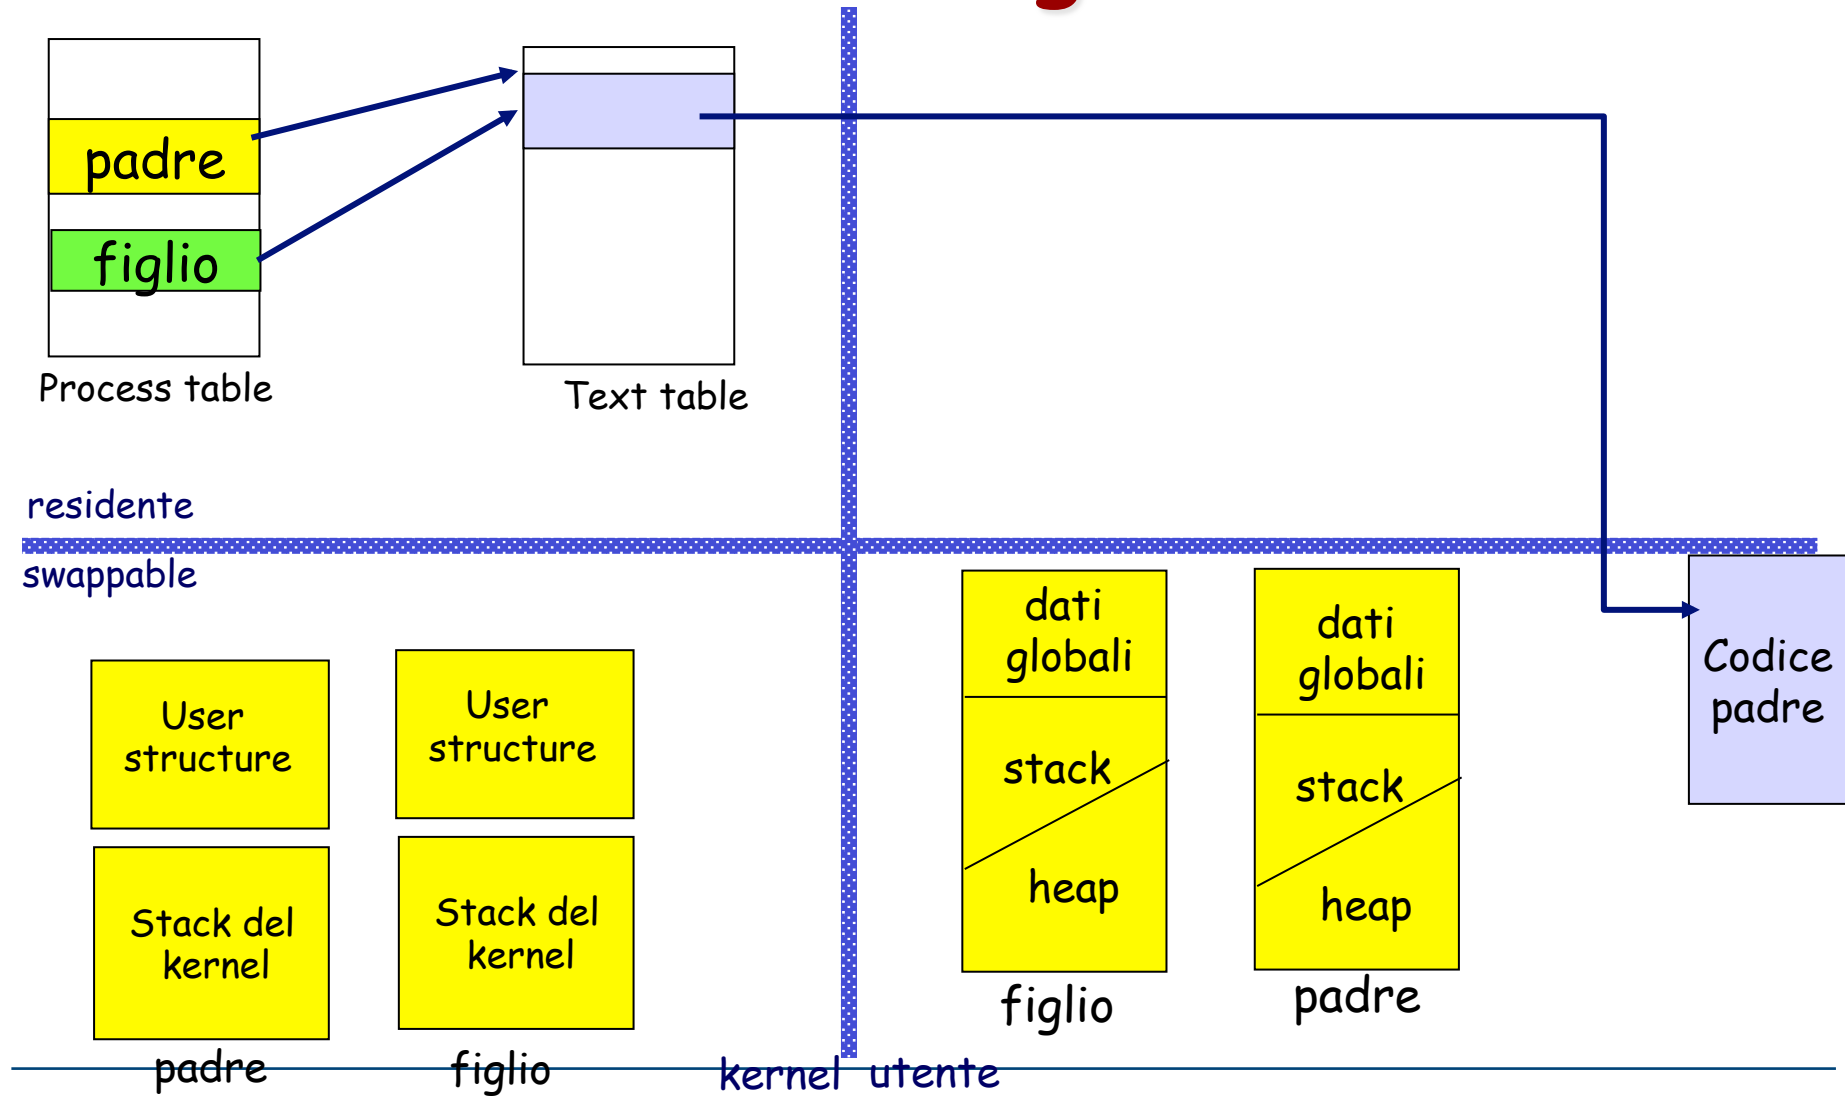 padre
figlio
Process table
Text table
residente
swappable
User
structure
Stack del
kernel
padre
User
structure
Stack del
kernel
figlio
kernel
utente
dati
globali
stack
heap
figlio
dati
globali
stack
heap
padre
Codice
padre